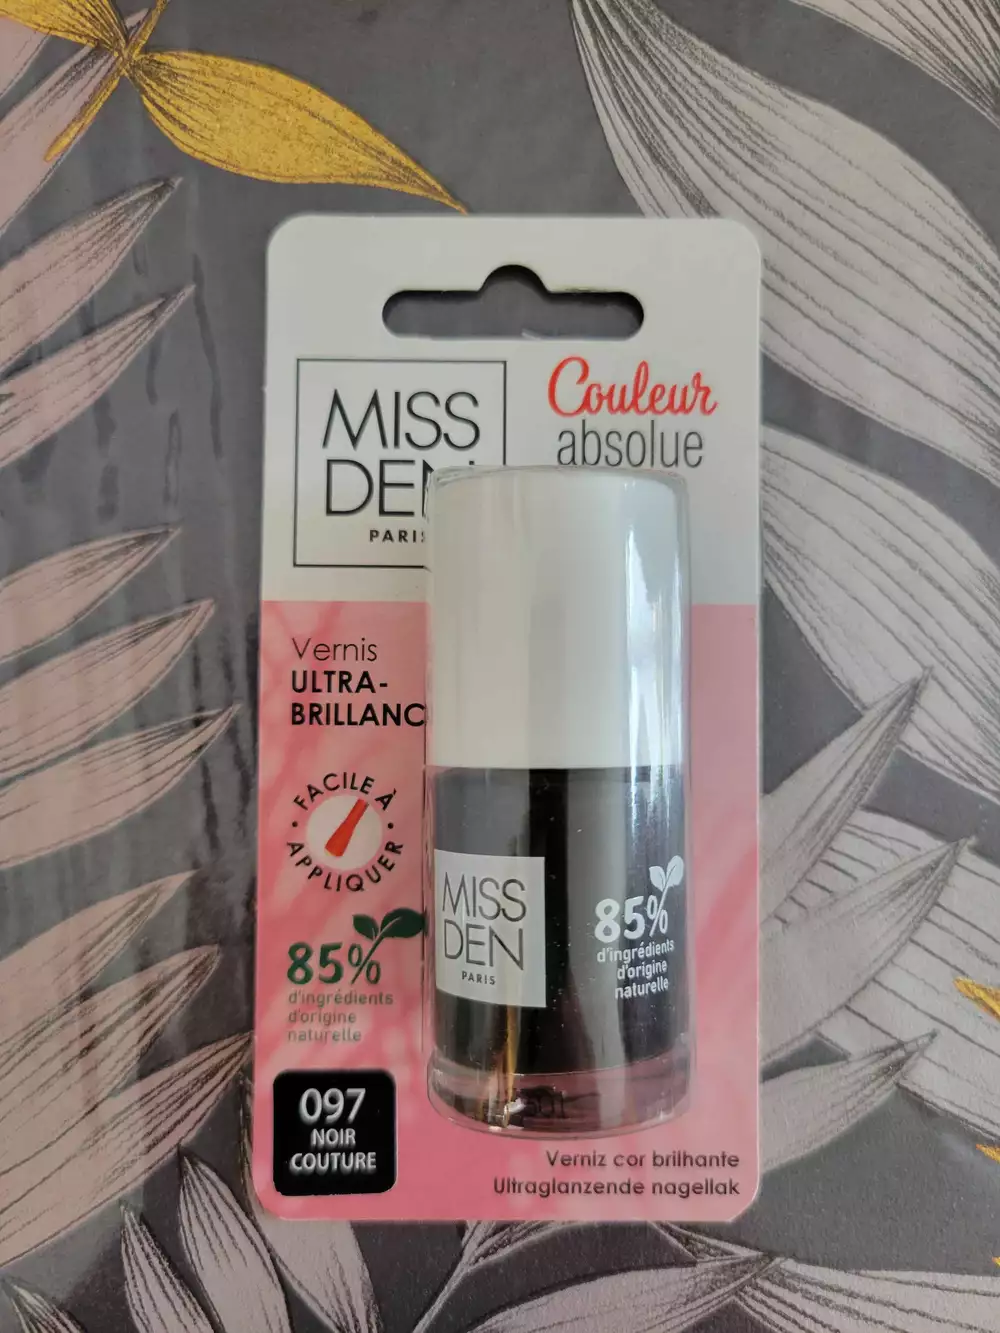 MISS
DEN
PARIS
Couleur
absolue
Vernis
ULTRA-
BRILLANC
FACILE À
APPLIQUER
85%
d'ingrédients
d'origine
naturelle
097
NOIR
COUTURE
MISS
DEN
PARIS
85%
d'ingrédients
d'origine
naturelle
Verniz cor brilhante
Ultraglanzende nagellak